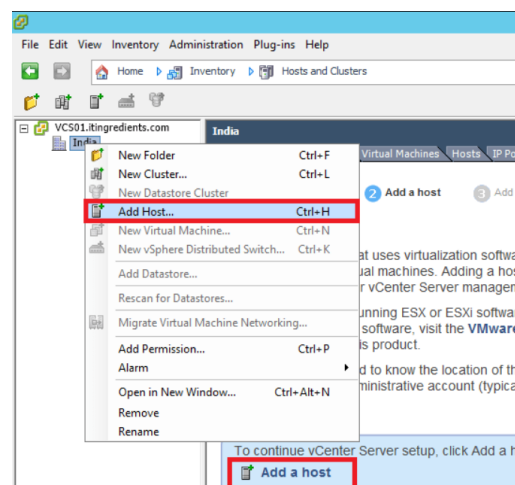 File Edit View Inventory Administration Plug-ins Help
Home Inventory Hosts and Clusters
VCS01.itingredients.com
India
India
Virtual Machines Hosts IP Po
2 Add a host 3 Add
New Folder Ctrl+F
New Cluster... Ctrl+L
New Datastore Cluster
Add Host... Ctrl+H
New Virtual Machine... Ctrl+N
New vSphere Distributed Switch... Ctrl+K
Add Datastore...
Rescan for Datastores...
Migrate Virtual Machine Networking...
Add Permission... Ctrl+P
Alarm
Open in New Window... Ctrl+Alt+N
Remove
Rename
at uses virtualization softwa
ual machines. Adding a hos
r vCenter Server managem
unning ESX or ESXi softwar
software, visit the VMware
is product.
d to know the location of th
ministrative account (typica
To continue vCenter Server setup, click Add a h
Add a host